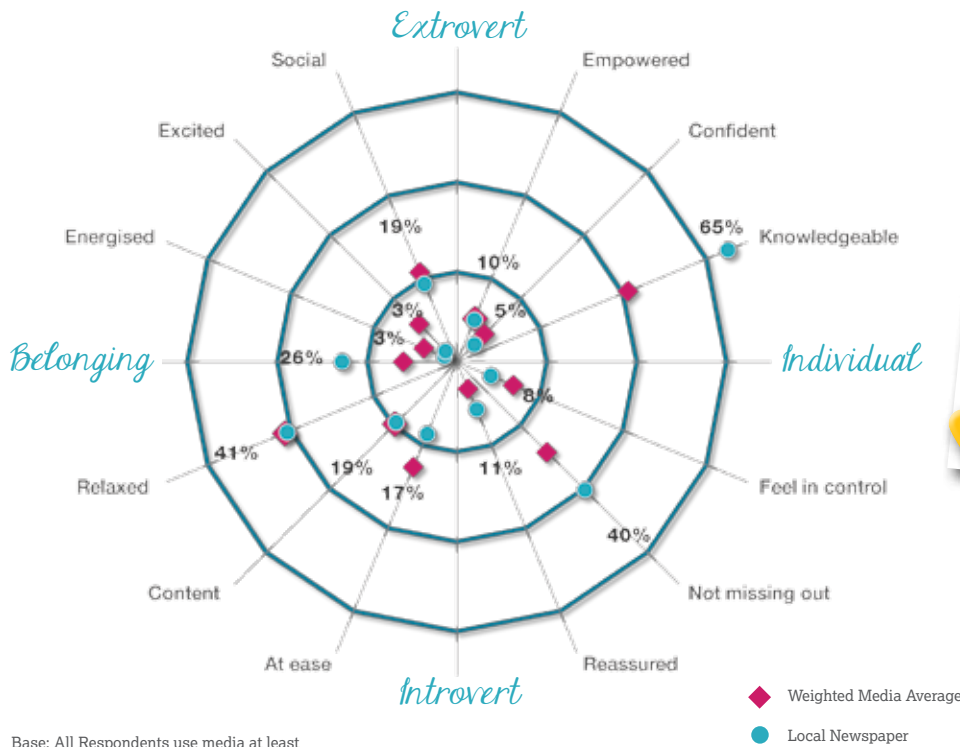 Extrovert
Social
Empowered
Excited
Confident
19%
65%
Energised
Knowledgeable
10%
3%
5%
3%
Belonging
26%
Individual
8%
41%
19%
11%
Relaxed
17%
Feel in control
40%
Content
Not missing out
At ease
Reassured
Introvert
Weighted Media Average
Local Newspaper
Base: All Respondents use media at least